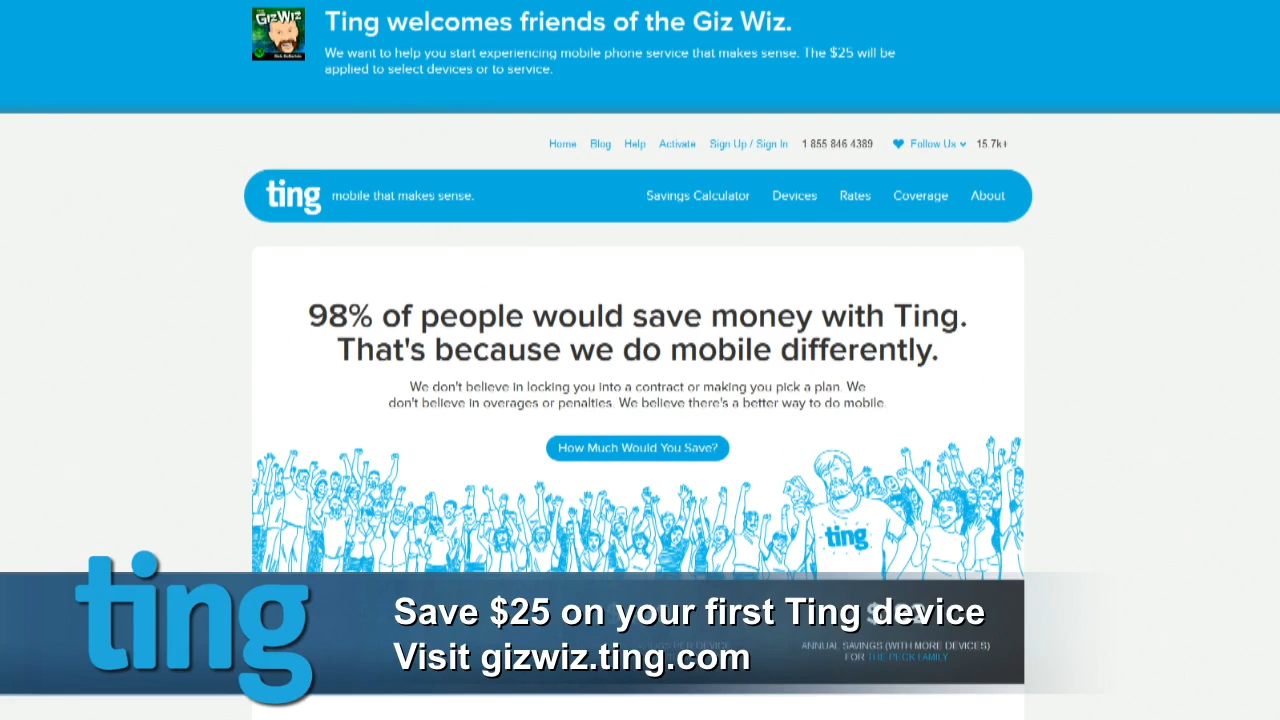 GizWiz
Ting welcomes friends of the Giz Wiz.
We want to help you start experiencing mobile phone service that makes sense. The $25 will be
applied to select devices or to service.
Home Blog Help Activate Sign Up / Sign In 1 855 846 4389 Follow Us 15.7k+
ting mobile that makes sense. Savings Calculator Devices Rates Coverage About
98% of people would save money with Ting.
That's because we do mobile differently.
We don't believe in locking you into a contract or making you pick a plan. We
don't believe in overages or penalties. We believe there's a better way to do mobile.
How Much Would You Save?
ting
ting
Save $25 on your first Ting device
Visit gizwiz.ting.com
ANNUAL SAVINGS (WITH MORE DEVICES)
FOR THE PECK FAMILY